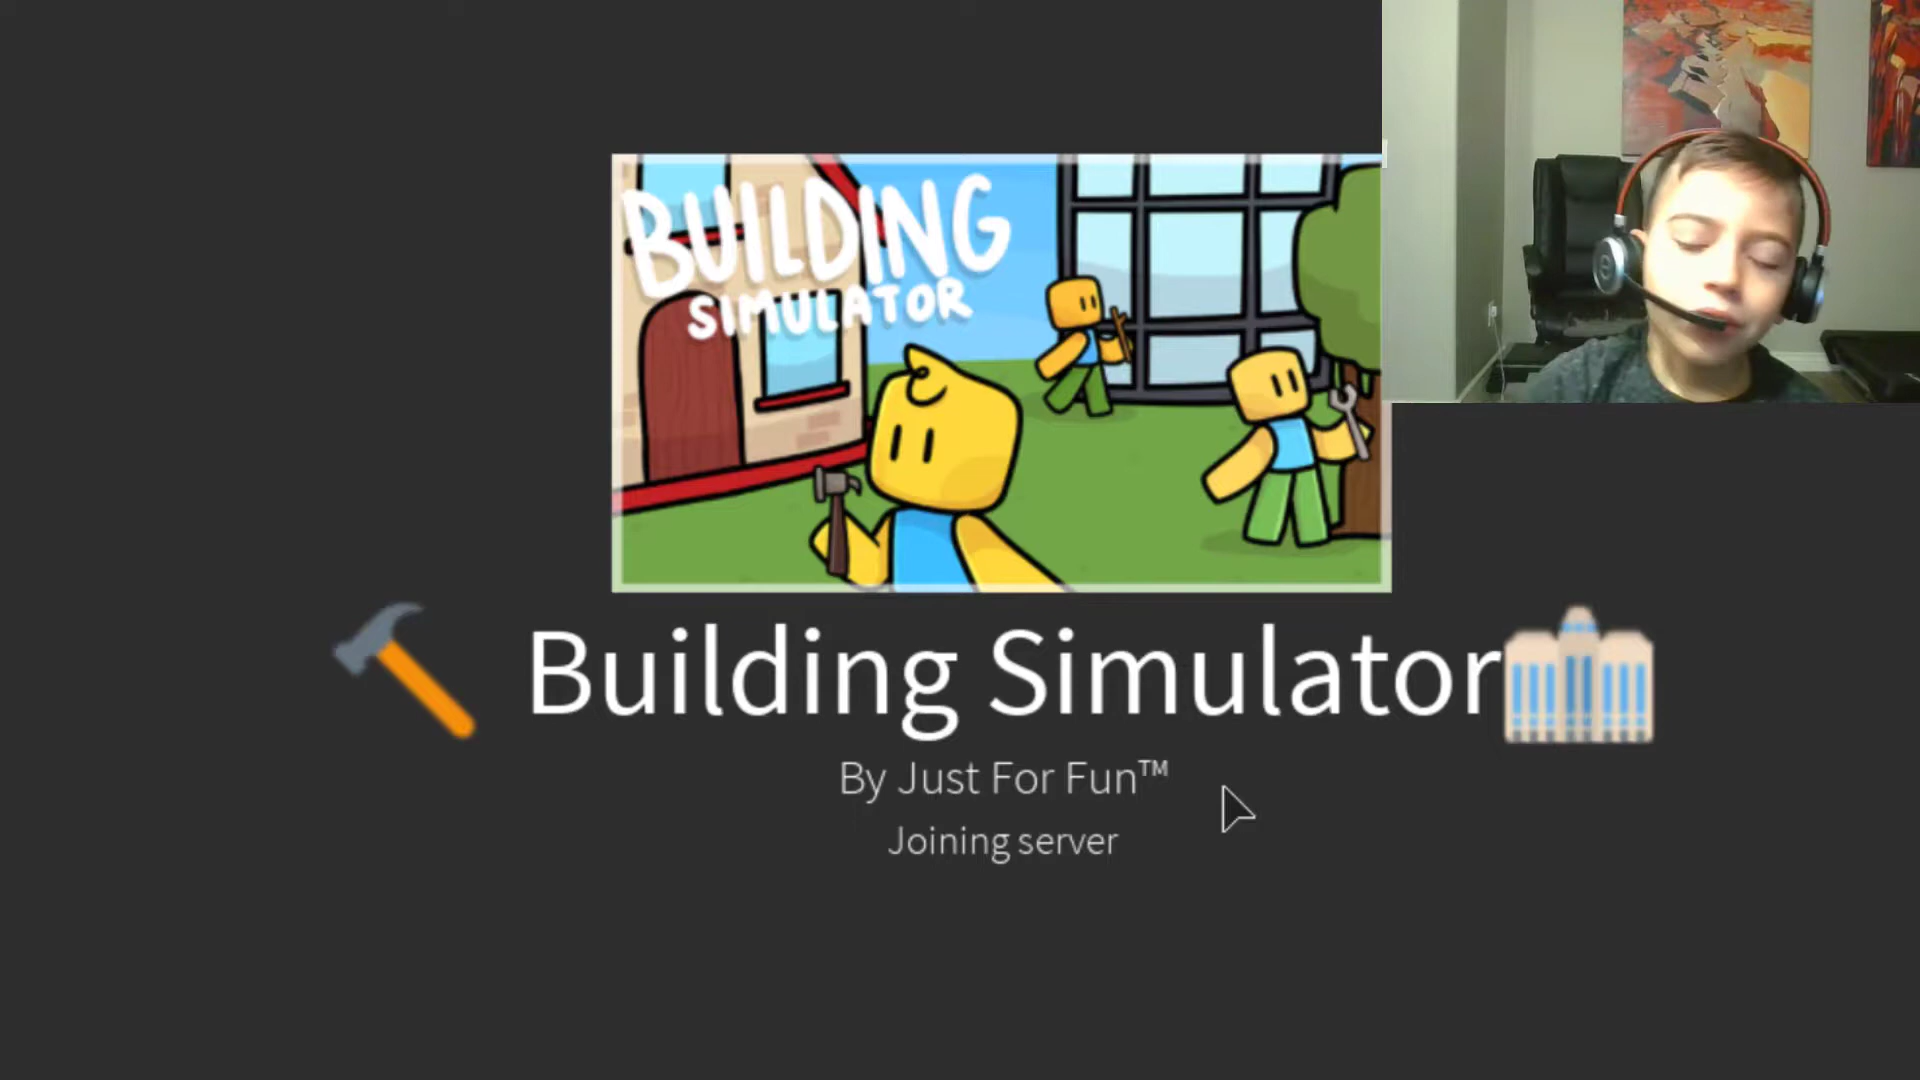 BUILDING
SIMULATOR
🔨 Building Simulator🏢
By Just For Fun™
Joining server